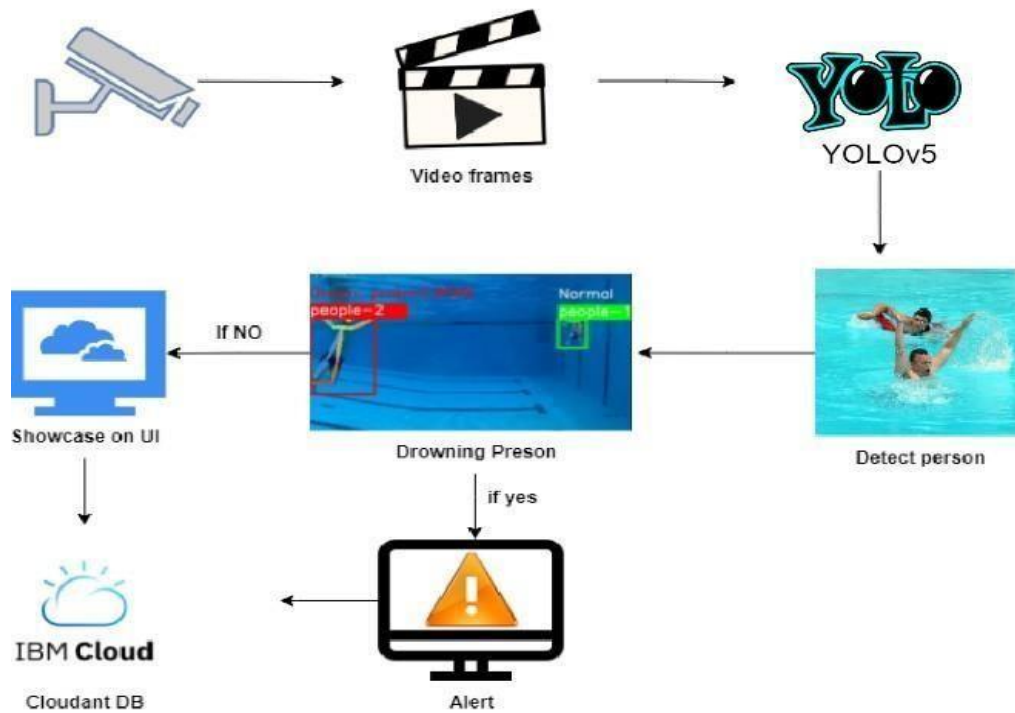 Video frames
YOLO
YOLOv5
Normal
people-2
people-1
If NO
Showcase on UI
Drowning Preson
Detect person
if yes
IBM Cloud
Cloudant DB
Alert